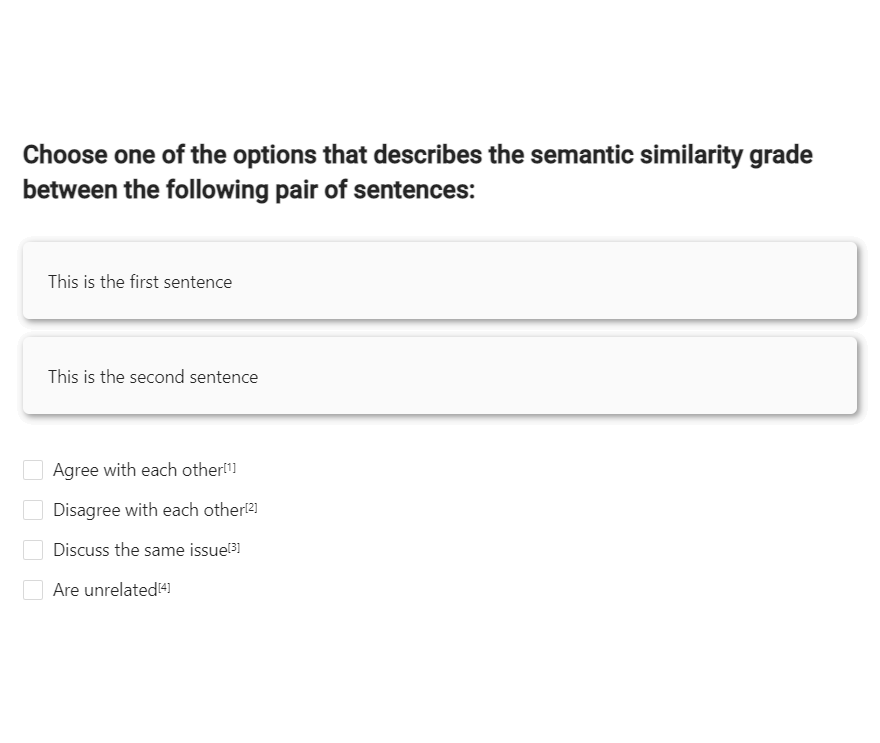 Choose one of the options that describes the semantic similarity grade
between the following pair of sentences:
This is the first sentence
This is the second sentence
Agree with each other[1]
Disagree with each other[2]
Discuss the same issue[3]
Are unrelated[4]